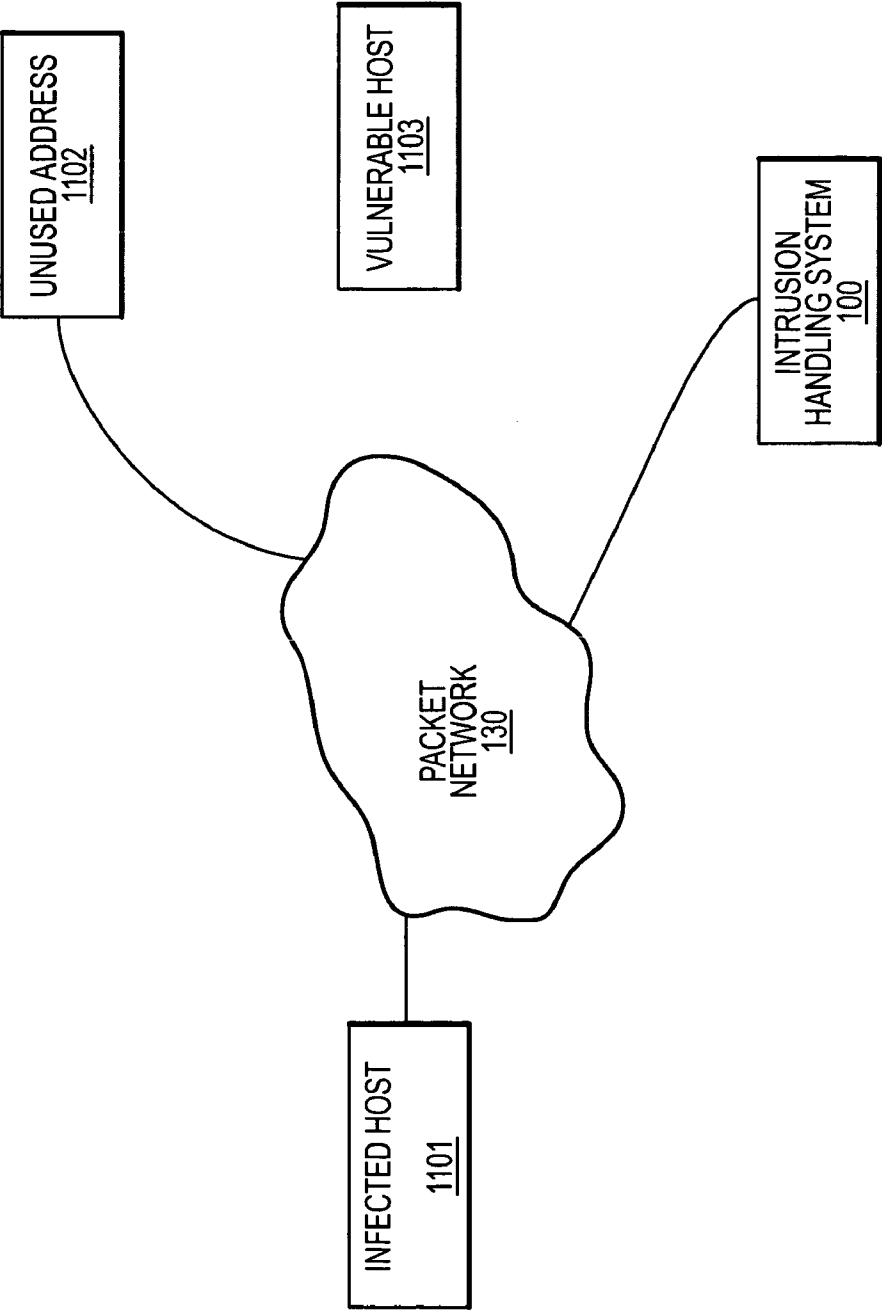 UNUSED ADDRESS
1102
VULNERABLE HOST
1103
INTRUSION
HANDLING SYSTEM
100
PACKET
NETWORK
130
INFECTED HOST
1101